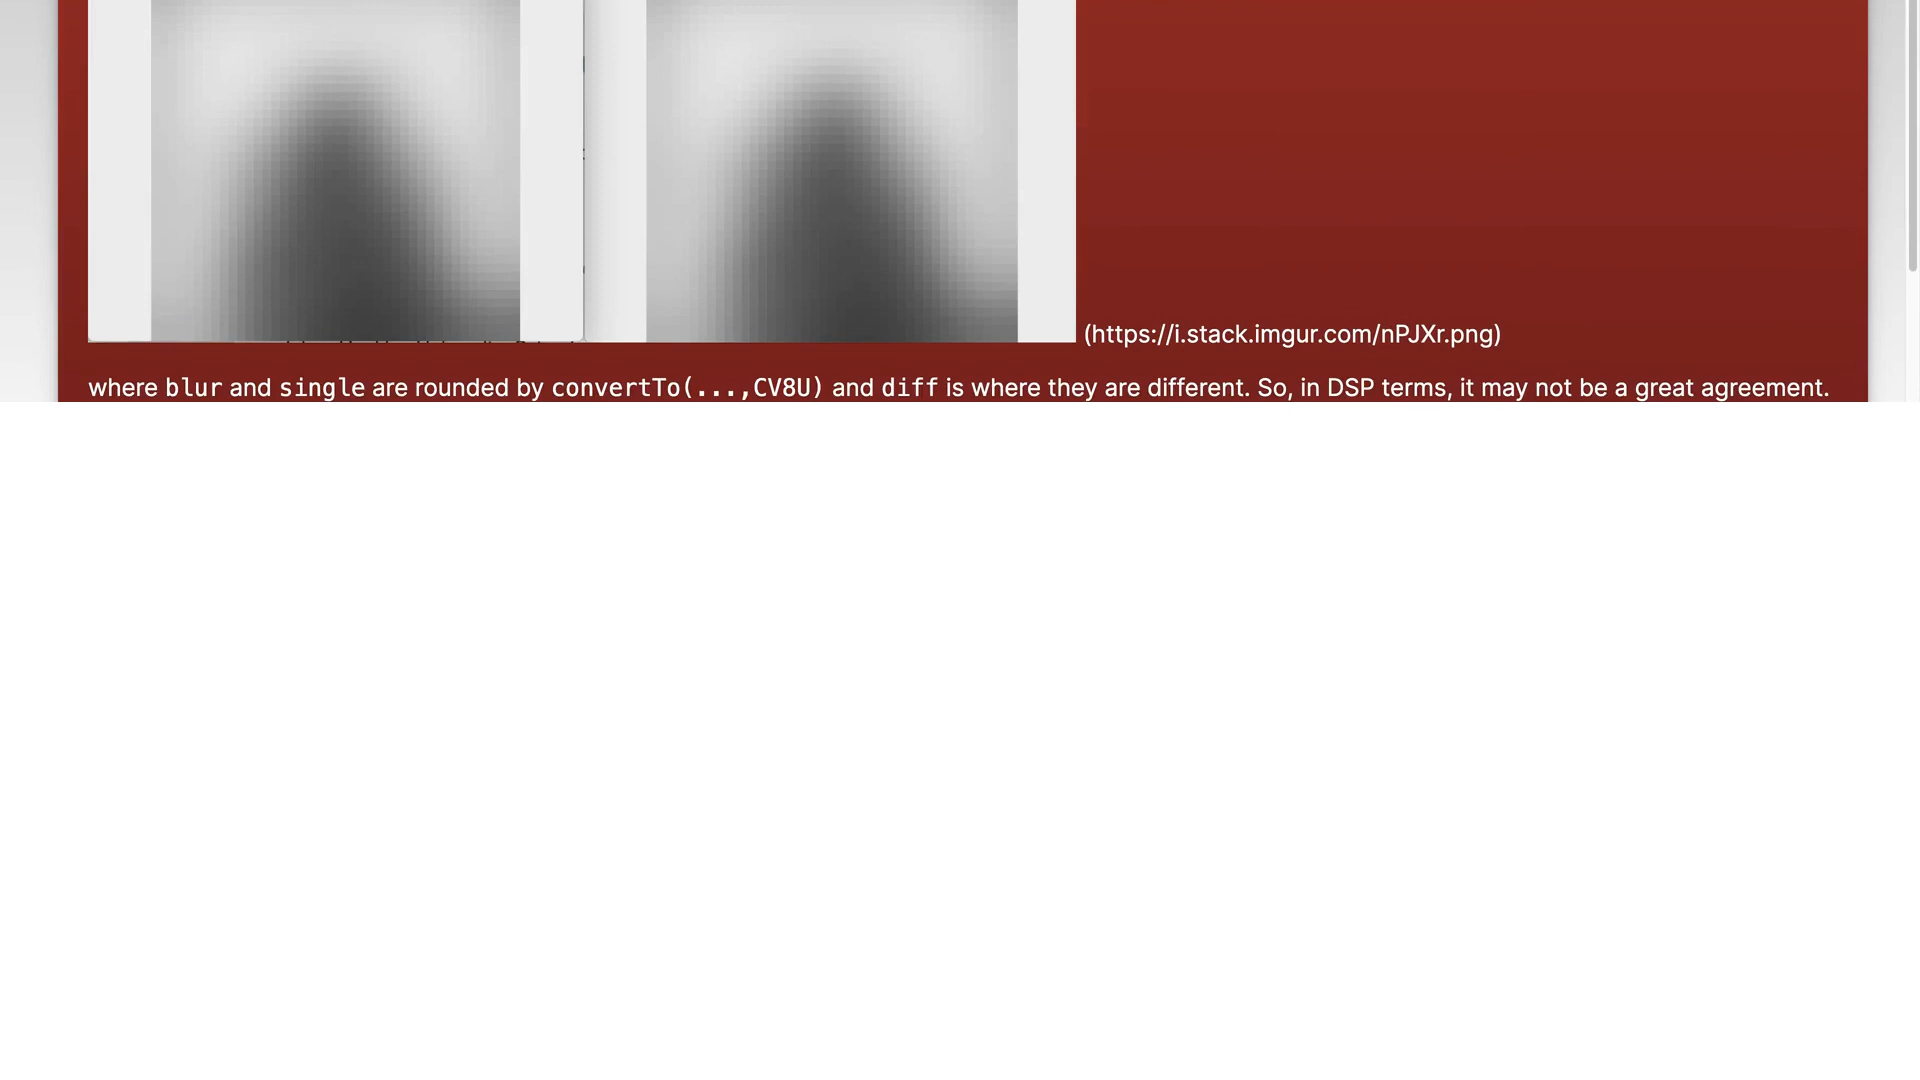 (https://i.stack.imgur.com/nPJXr.png)
where blur and single are rounded by convertTo(...,CV8U) and diff is where they are different. So, in DSP terms, it may not be a great agreement.